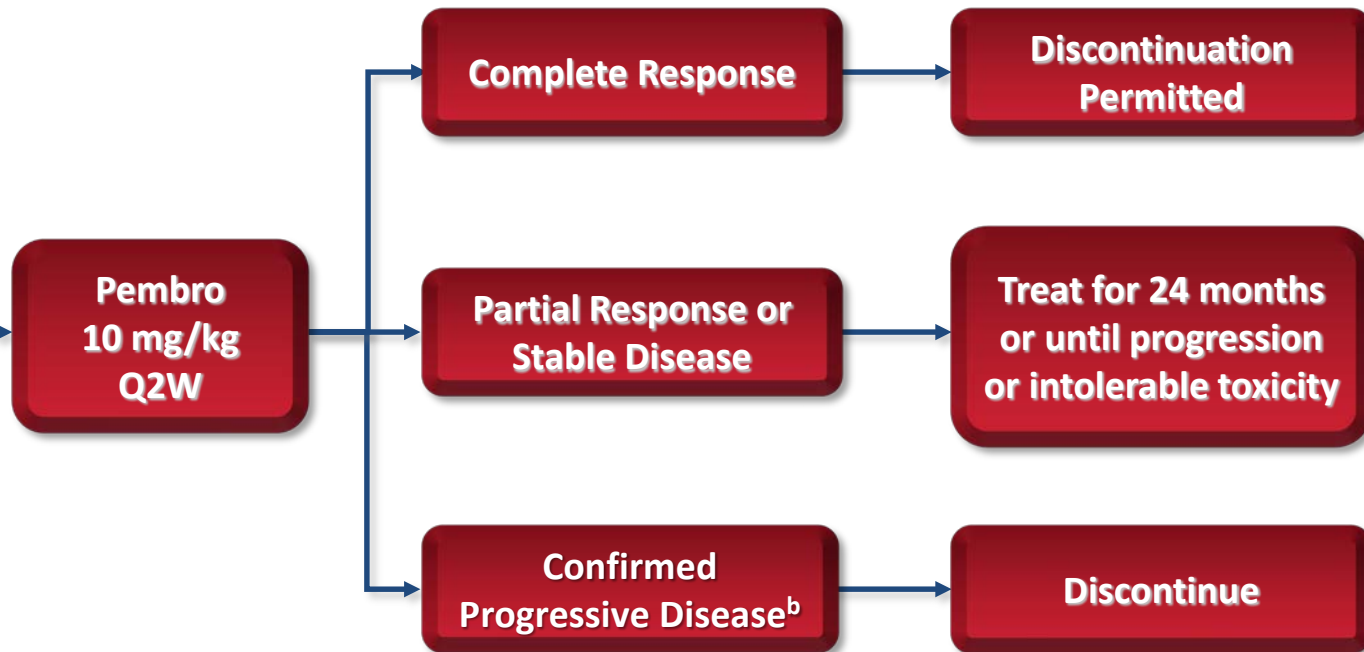 Complete Response
Discontinuation
Permitted
Pembro
10 mg/kg
Q2W
Partial Response or
Stable Disease
Treat for 24 months
or until progression
or intolerable toxicity
Confirmed
Progressive Diseaseᵇ
Discontinue